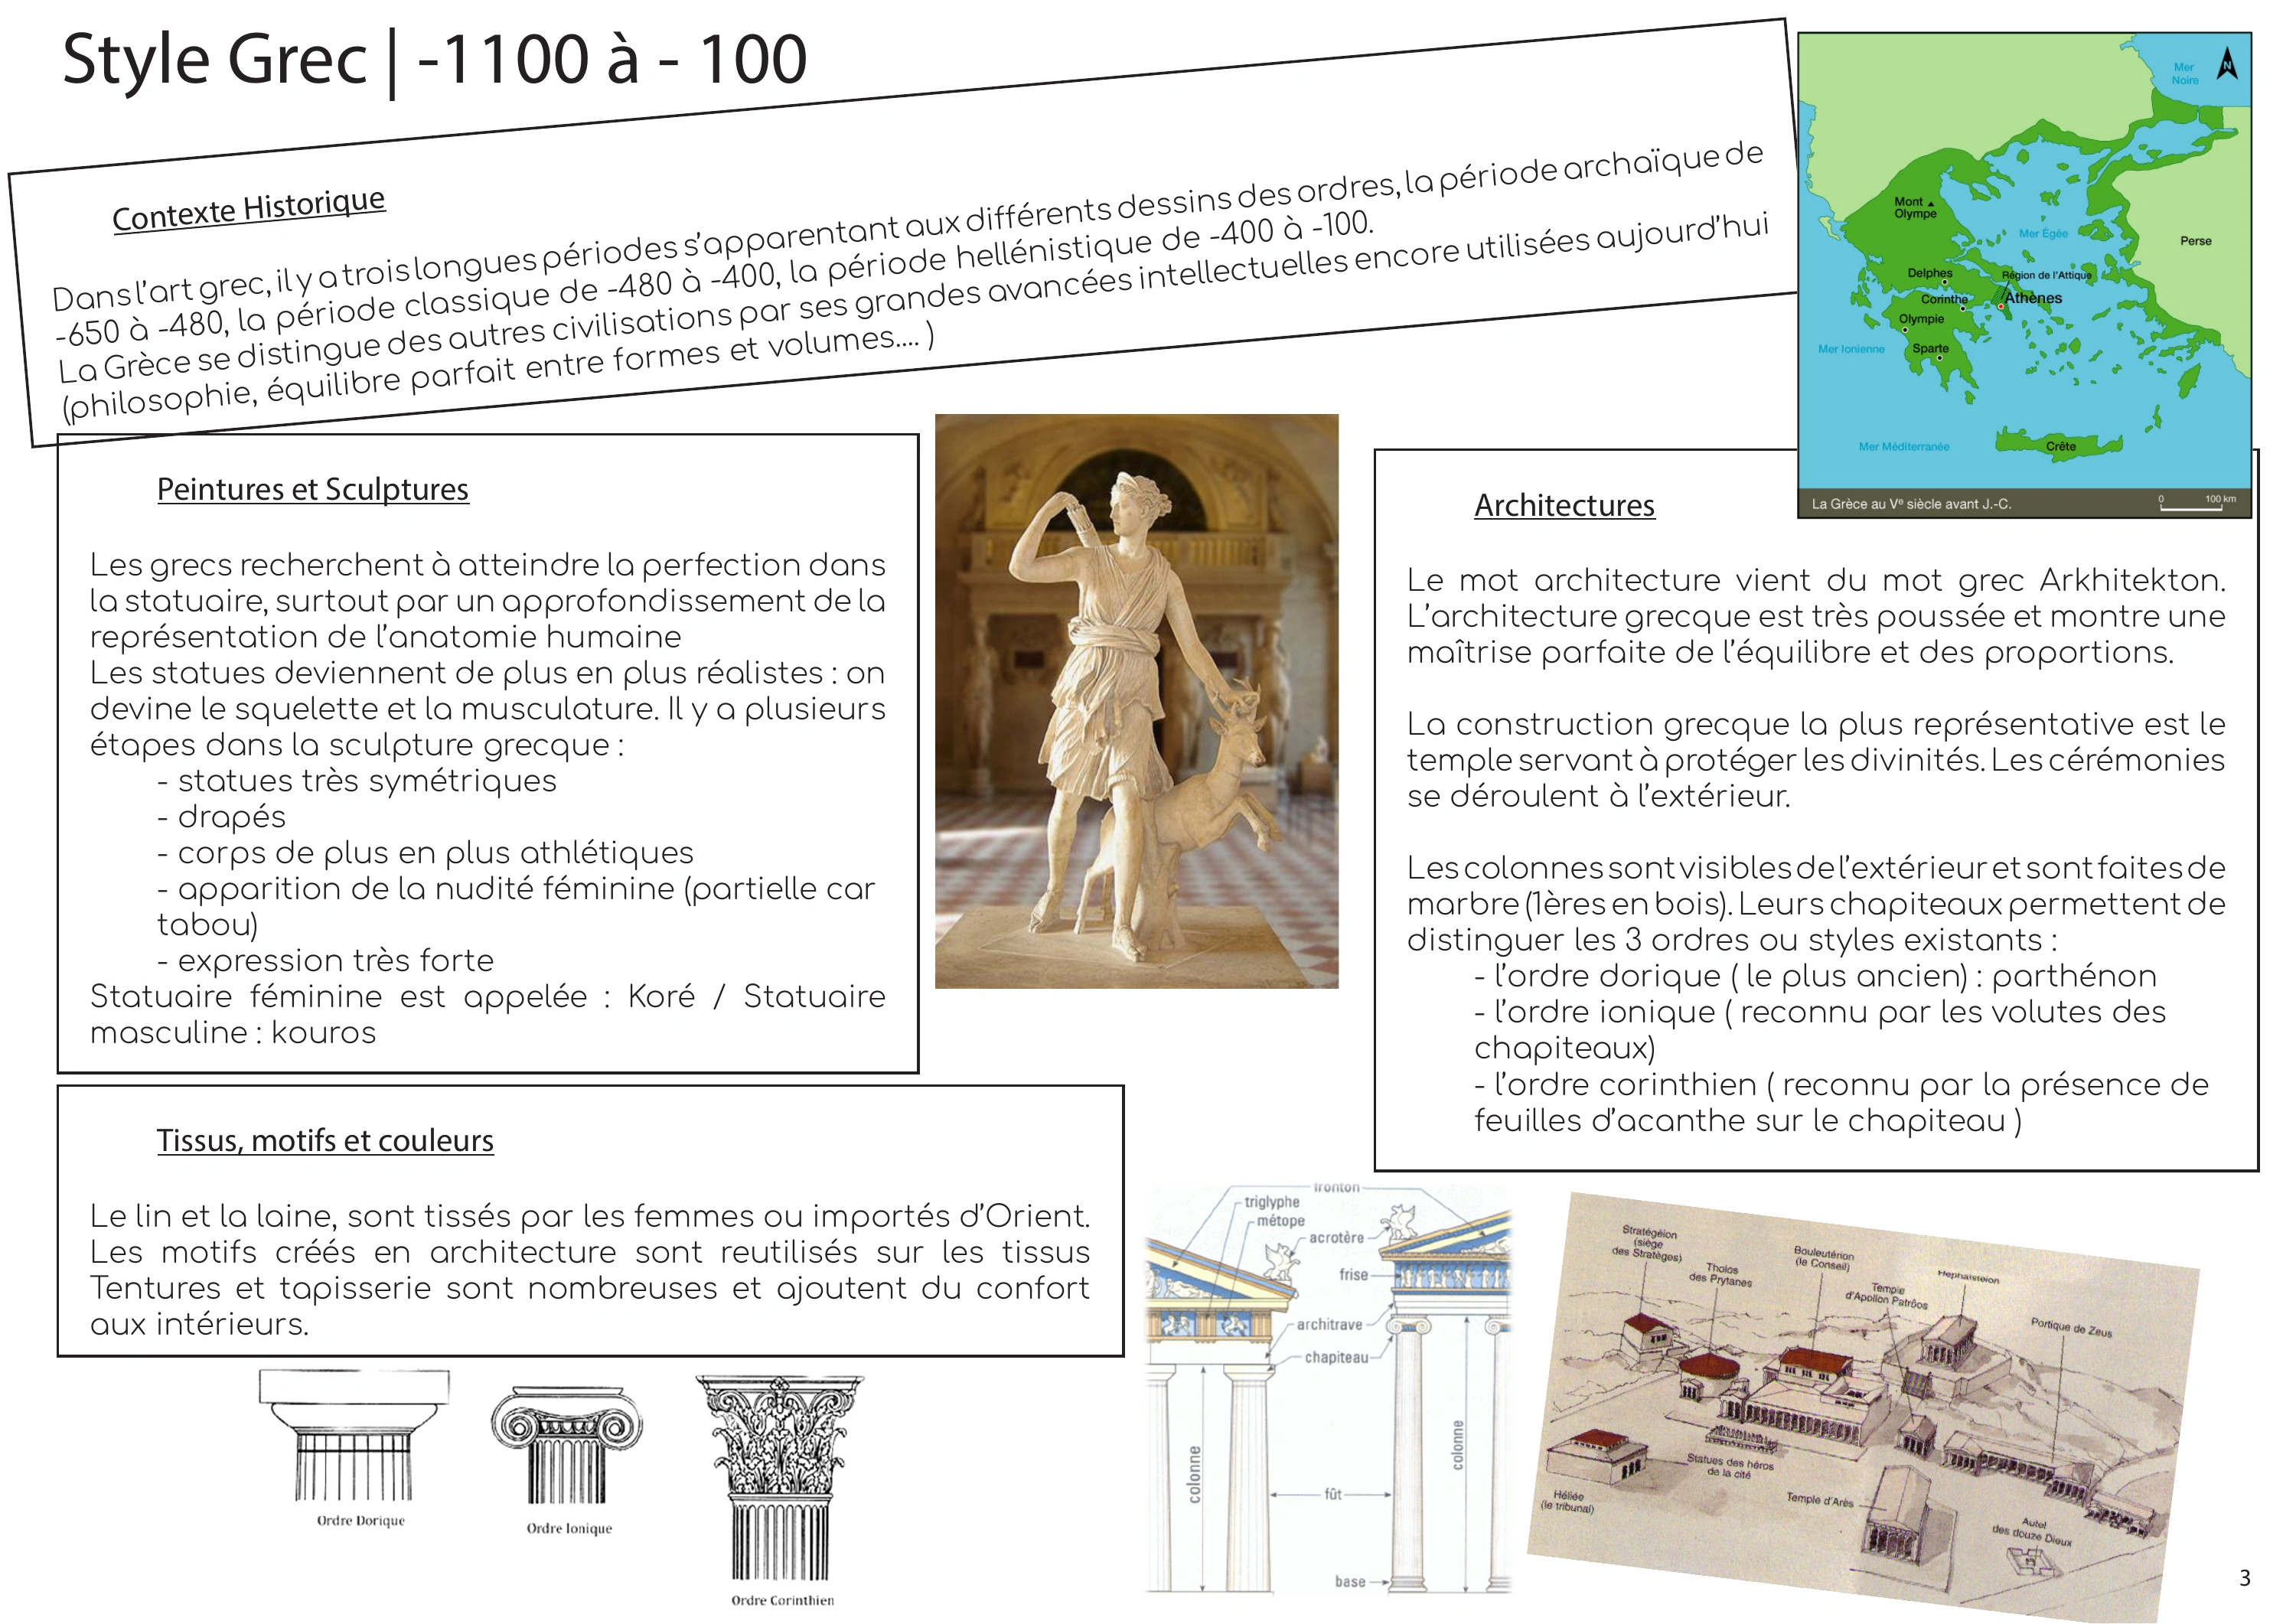 Style Grec | -1100 à - 100
Contexte Historique
Dans l'art grec, il y a trois longues périodes s'apparentant aux différents dessins des ordres, la période archaïque de
-650 à -480, la période classique de -480 à -400, la période hellénistique de -400 à -100.
La Grèce se distingue des autres civilisations par ses grandes avancées intellectuelles encore utilisées aujourd'hui
(philosophie, équilibre parfait entre formes et volumes.... )
Mer
Noire
N
Mont
Olympe
Mer Égée
Perse
Delphes
Région de l'Attique
Corinthe
Athènes
Olympie
Mer Ionienne
Sparte
Mer Méditerranée
Crête
La Grèce au Ve siècle avant J.-C.
0 100 km
Peintures et Sculptures
Les grecs recherchent à atteindre la perfection dans
la statuaire, surtout par un approfondissement de la
représentation de l'anatomie humaine
Les statues deviennent de plus en plus réalistes : on
devine le squelette et la musculature. Il y a plusieurs
étapes dans la sculpture grecque :
- statues très symétriques
- drapés
- corps de plus en plus athlétiques
- apparition de la nudité féminine (partielle car
tabou)
- expression très forte
Statuaire féminine est appelée : Koré / Statuaire
masculine : kouros
Architectures
Le mot architecture vient du mot grec Arkhitekton.
L'architecture grecque est très poussée et montre une
maîtrise parfaite de l'équilibre et des proportions.
La construction grecque la plus représentative est le
temple servant à protéger les divinités. Les cérémonies
se déroulent à l'extérieur.
Les colonnes sont visibles de l'extérieur et sont faites de
marbre (1ères en bois). Leurs chapiteaux permettent de
distinguer les 3 ordres ou styles existants :
- l'ordre dorique ( le plus ancien) : parthénon
- l'ordre ionique ( reconnu par les volutes des
chapiteaux)
- l'ordre corinthien ( reconnu par la présence de
feuilles d'acanthe sur le chapiteau )
Tissus, motifs et couleurs
Le lin et la laine, sont tissés par les femmes ou importés d'Orient.
Les motifs créés en architecture sont reutilisés sur les tissus
Tentures et tapisserie sont nombreuses et ajoutent du confort
aux intérieurs.
Ordre Dorique
Ordre Ionique
Ordre Corinthien
fronton
triglyphe
métope
acrotère
frise
architrave
chapiteau
colonne
colonne
fût
base
Stratégéion
(siège
des Stratèges)
Tholos
des Prytanes
Bouleutérion
(le Conseil)
Temple
d'Apollon Patrôos
Héphaïsteion
Portique de Zeus
Statues des héros
de la cité
Héliée
(le tribunal)
Temple d'Arès
Autel
des douze Dieux
3